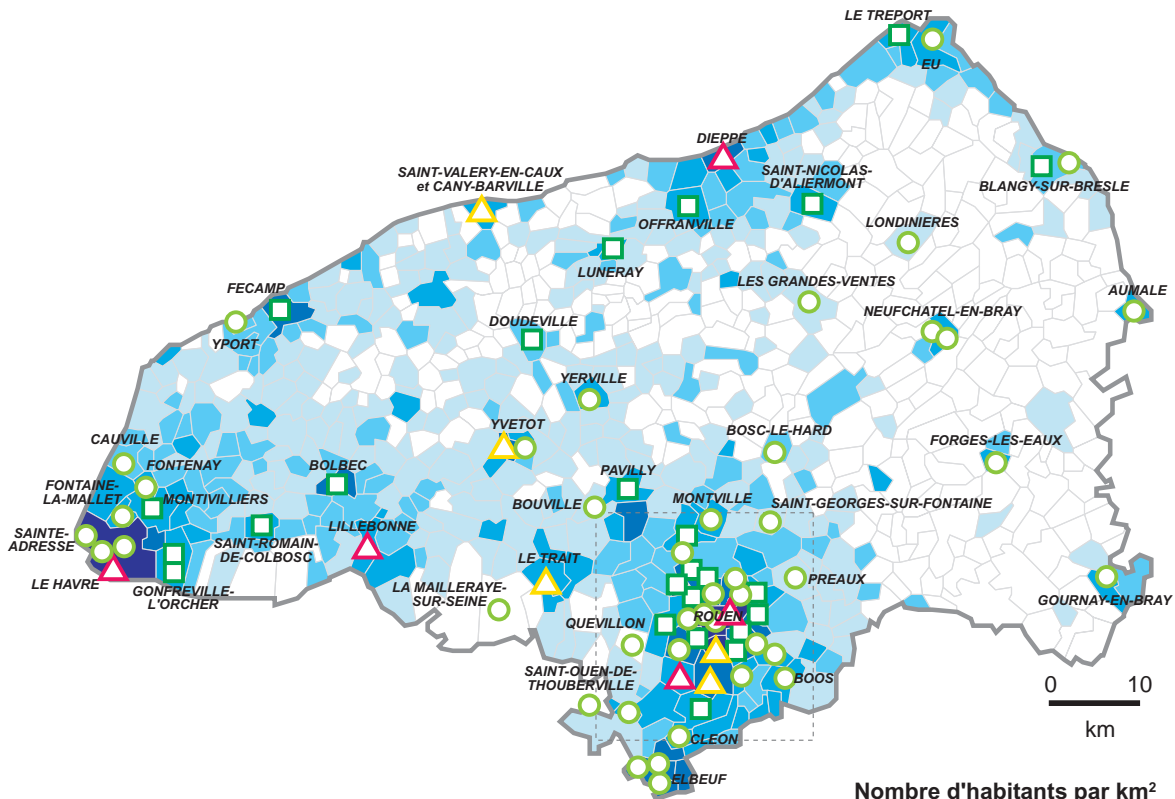 LE TREPORT
EU
DIEPPE
SAINT-VALERY-EN-CAUX
et CANY-BARVILLE
SAINT-NICOLAS-
D'ALIERMONT
BLANGY-SUR-BRESLE
OFFRANVILLE
LONDINIERES
LUNERAY
LES GRANDES-VENTES
FECAMP
AUMALE
NEUFCHATEL-EN-BRAY
DOUDEVILLE
YPORT
YERVILLE
YVETOT
BOSC-LE-HARD
FORGES-LES-EAUX
CAUVILLE
FONTENAY
BOLBEC
PAVILLY
FONTAINE-
LA-MALLET
MONTIVILLIERS
BOUVILLE
MONTVILLE
SAINT-GEORGES-SUR-FONTAINE
SAINTE-
ADRESSE
SAINT-ROMAIN-
DE-COLBOSC
LILLEBONNE
LE TRAIT
LE HAVRE
GONFREVILLE-
L'ORCHER
LA MAILLERAYE-
SUR-SEINE
PREAUX
GOURNAY-EN-BRAY
QUEVILLON
ROUEN
SAINT-OUEN-DE-
THOUBERVILLE
BOOS
0 10
km
CLEON
ELBEUF
Nombre d'habitants par km²